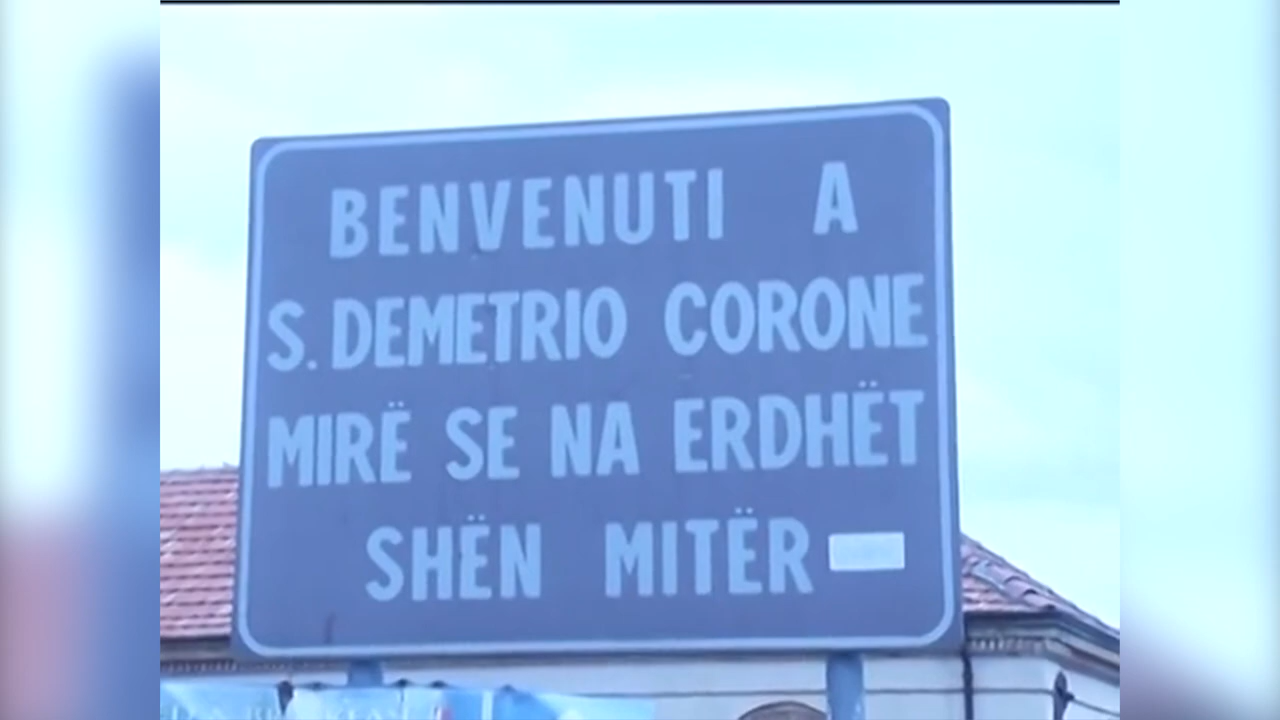 BENVENUTI A
S. DEMETRIO CORONE
MIRË SE NA ERDHËT
SHËN MITËR